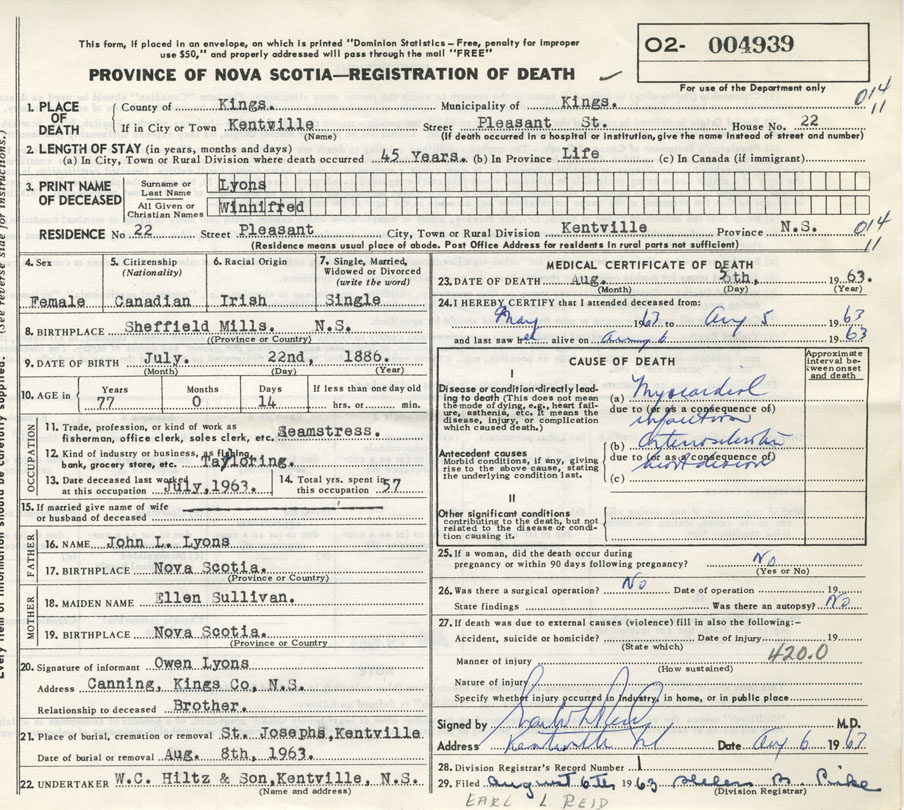 This form, if placed in an envelope, on which is printed "Dominion Statistics – Free, penalty for improper
use $50," and properly addressed will pass through the mail "FREE"
O2- 004939
PROVINCE OF NOVA SCOTIA—REGISTRATION OF DEATH
For use of the Department only
1. PLACE OF DEATH
County of Kings. Municipality of Kings. 014 11
If in City or Town Kentville Street Pleasant St. House No. 22
(Name) (If death occurred in a hospital or institution, give the name instead of street and number)
2. LENGTH OF STAY (in years, months and days)
(a) In City, Town or Rural Division where death occurred 45 Years. (b) In Province Life (c) In Canada (if immigrant)
3. PRINT NAME OF DECEASED
Surname or Last Name Lyons
All Given or Christian Names Winnifred
RESIDENCE No. 22 Street Pleasant City, Town or Rural Division Kentville Province N.S. 014 11
(Residence means usual place of abode. Post Office Address for residents in rural parts not sufficient)
4. Sex Female
5. Citizenship (Nationality) Canadian
6. Racial Origin Irish
7. Single, Married, Widowed or Divorced (write the word) Single
8. BIRTHPLACE Sheffield Mills. N.S.
(Province or Country)
9. DATE OF BIRTH July. 22nd, 1886.
(Month) (Day) (Year)
10. AGE in Years 77 Months 0 Days 14 If less than one day old hrs. or min.
OCCUPATION
11. Trade, profession, or kind of work as
fisherman, office clerk, sales clerk, etc. Seamstress.
12. Kind of industry or business, as fishing,
bank, grocery store, etc. Tayloring.
13. Date deceased last worked at this occupation July,1963.
14. Total yrs. spent in this occupation 57
15. If married give name of wife
or husband of deceased
FATHER
16. NAME John L. Lyons
17. BIRTHPLACE Nova Scotia.
(Province or Country)
MOTHER
18. MAIDEN NAME Ellen Sullivan.
19. BIRTHPLACE Nova Scotia.
(Province or Country
20. Signature of informant Owen Lyons
Address Canning, Kings Co, N.S.
Relationship to deceased Brother.
21. Place of burial, cremation or removal St. Josephs,Kentville
Date of burial or removal Aug. 8th, 1963.
22. UNDERTAKER W.C. Hiltz & Son,Kentville, N.S.
(Name and address)
MEDICAL CERTIFICATE OF DEATH
23. DATE OF DEATH Aug. 5th, 1963.
(Month) (Day) (Year)
24. I HEREBY CERTIFY that I attended deceased from:
May 1963 to Aug 5 1963
and last saw her alive on 1963
CAUSE OF DEATH
Approximate interval between onset and death
I
Disease or condition directly leading to death (This does not mean the mode of dying, e.g., heart failure, asthenia, etc. It means the disease, injury, or complication which caused death.)
(a) Myocardial
due to (or as a consequence of)
infarction
Antecedent causes
Morbid conditions, if any, giving rise to the above cause, stating the underlying condition last.
(b)
due to (or as a consequence of)
heart disease
(c)
II
Other significant conditions
contributing to the death, but not related to the disease or condition causing it.
25. If a woman, did the death occur during
pregnancy or within 90 days following pregnancy? No
(Yes or No)
26. Was there a surgical operation? No Date of operation 19
State findings Was there an autopsy? No
27. If death was due to external causes (violence) fill in also the following:–
Accident, suicide or homicide? Date of injury 19
(State which)
Manner of injury 420.0
(How sustained)
Nature of injury
Specify whether injury occurred in industry, in home, or in public place
Signed by M.D.
Address Kentville NS Date Aug 6 1963
28. Division Registrar's Record Number
29. Filed August 6th 1963 Helen B. Pirke
(Division Registrar)
EARL L REID
(See reverse side for instructions.)